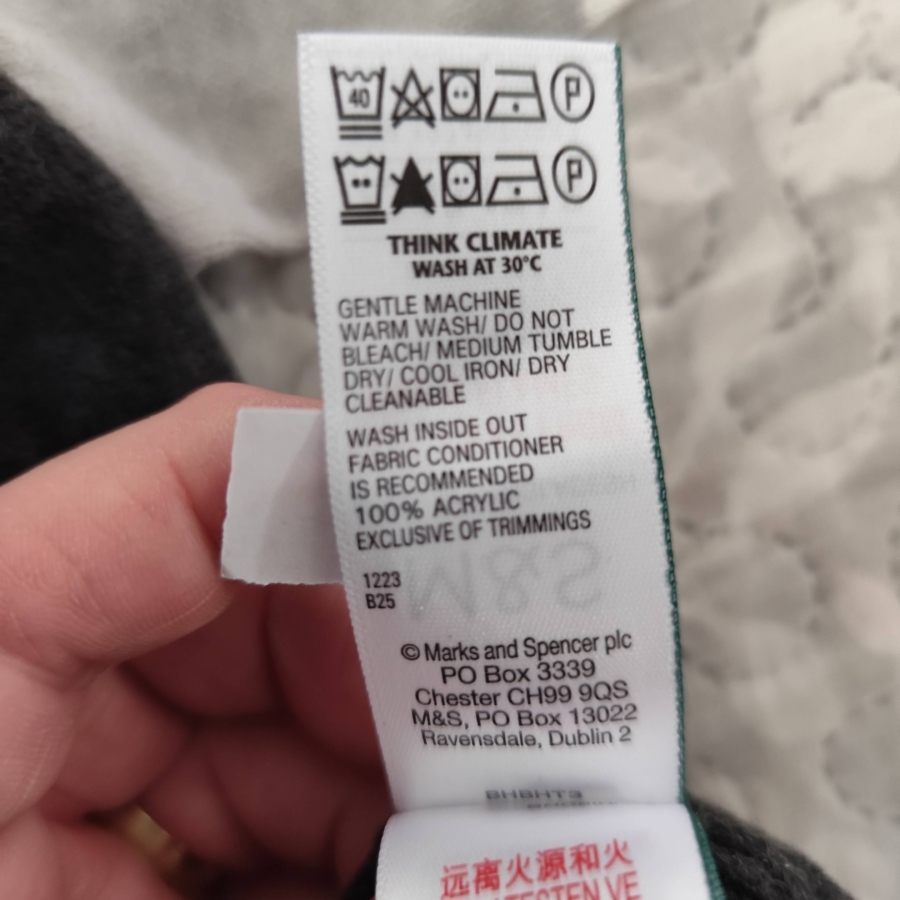 40
P
P
THINK CLIMATE
WASH AT 30°C
GENTLE MACHINE
WARM WASH/ DO NOT
BLEACH/ MEDIUM TUMBLE
DRY/ COOL IRON/ DRY
CLEANABLE
WASH INSIDE OUT
FABRIC CONDITIONER
IS RECOMMENDED
100% ACRYLIC
EXCLUSIVE OF TRIMMINGS
M&S
1223
B25
© Marks and Spencer plc
PO Box 3339
Chester CH99 9QS
M&S, PO Box 13022
Ravensdale, Dublin 2
远离火源和火